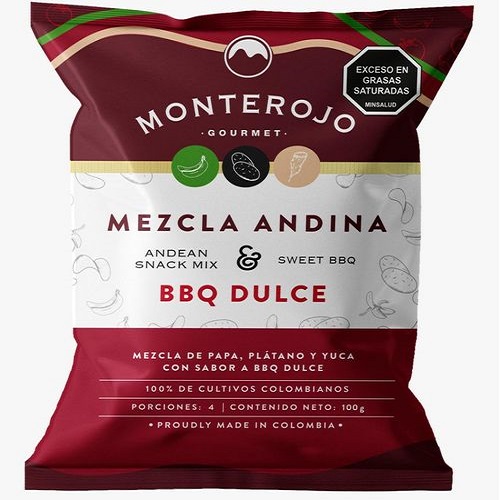 EXCESO EN
GRASAS
SATURADAS
MINSALUD
MONTEROJO
· GOURMET ·
MEZCLA ANDINA
ANDEAN
SNACK MIX
&
SWEET BBQ
BBQ DULCE
MEZCLA DE PAPA, PLÁTANO Y YUCA
CON SABOR A BBQ DULCE
100% DE CULTIVOS COLOMBIANOS
PORCIONES: 4 | CONTENIDO NETO: 100g
• PROUDLY MADE IN COLOMBIA •